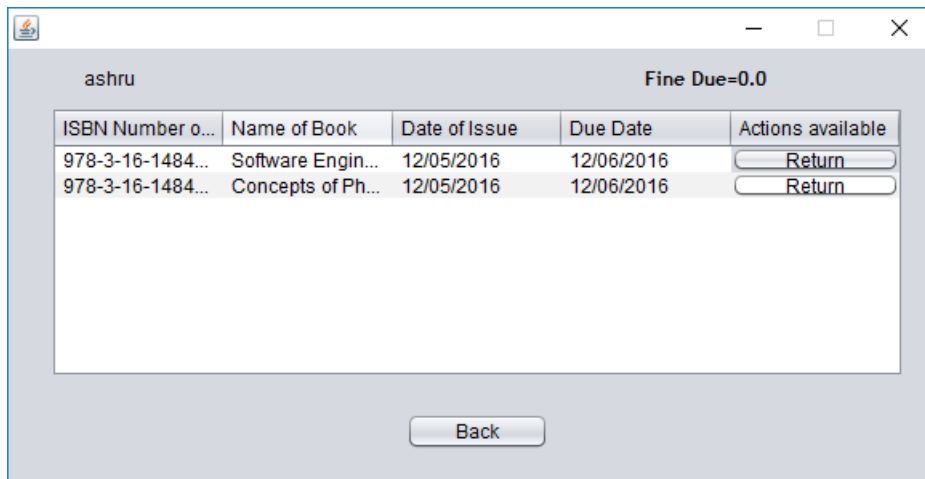 ashru Fine Due=0.0
ISBN Number o... Name of Book Date of Issue Due Date Actions available
978-3-16-1484... Software Engin... 12/05/2016 12/06/2016 Return
978-3-16-1484... Concepts of Ph... 12/05/2016 12/06/2016 Return
Back